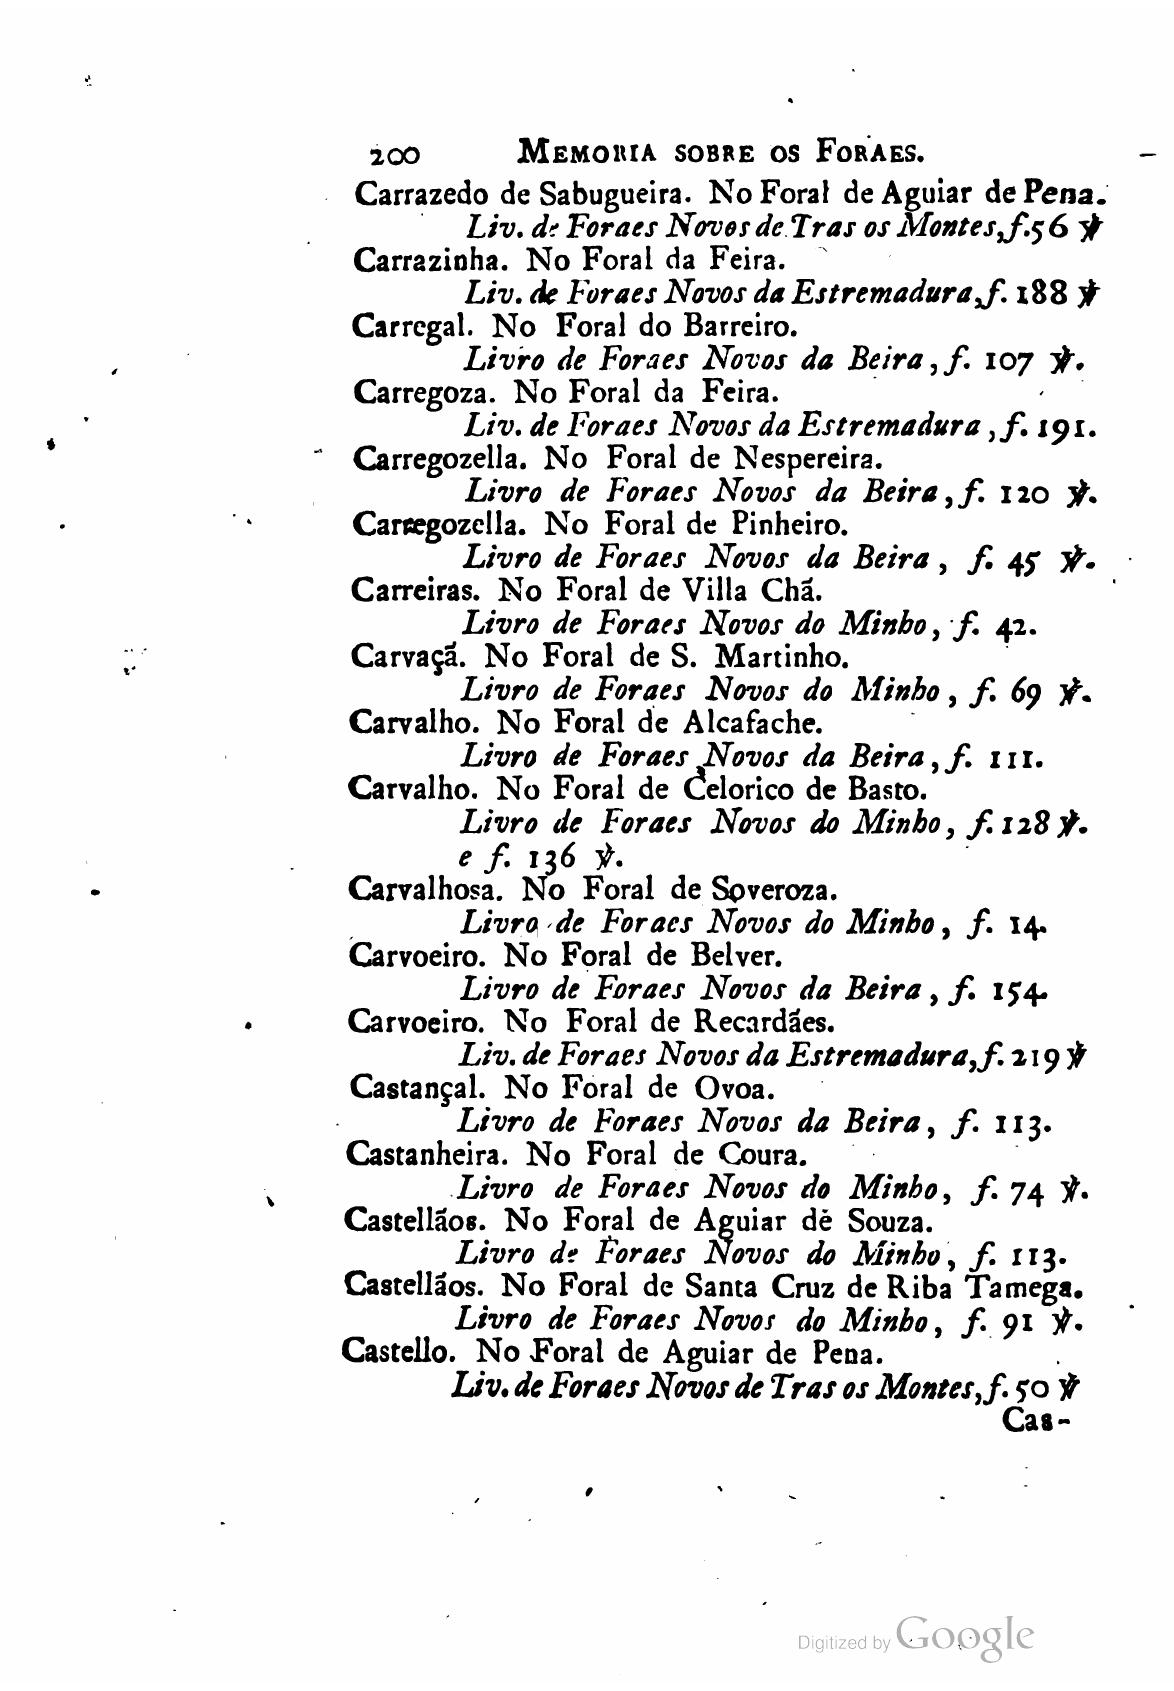 200 MEMORIA SOBRE OS FORAES.
Carrazedo de Sabugueira. No Foral de Aguiar de Pena.
Liv. de Foraes Novos de Tras os Montes, f. 56 ℣
Carrazinha. No Foral da Feira.
Liv. de Foraes Novos da Estremadura, f. 188 ℣
Carregal. No Foral do Barreiro.
Livro de Foraes Novos da Beira, f. 107 ℣.
Carregoza. No Foral da Feira.
Liv. de Foraes Novos da Estremadura, f. 191.
Carregozella. No Foral de Nespereira.
Livro de Foraes Novos da Beira, f. 120 ℣.
Carregozella. No Foral de Pinheiro.
Livro de Foraes Novos da Beira, f. 45 ℣.
Carreiras. No Foral de Villa Chã.
Livro de Foraes Novos do Minho, f. 42.
Carvaçã. No Foral de S. Martinho.
Livro de Foraes Novos do Minho, f. 69 ℣.
Carvalho. No Foral de Alcafache.
Livro de Foraes Novos da Beira, f. 111.
Carvalho. No Foral de Celorico de Basto.
Livro de Foraes Novos do Minho, f. 128 ℣.
e f. 136 ℣.
Carvalhosa. No Foral de Soveroza.
Livro de Foraes Novos do Minho, f. 14.
Carvoeiro. No Foral de Belver.
Livro de Foraes Novos da Beira, f. 154.
Carvoeiro. No Foral de Recardães.
Liv. de Foraes Novos da Estremadura, f. 219 ℣
Castançal. No Foral de Ovoa.
Livro de Foraes Novos da Beira, f. 113.
Castanheira. No Foral de Coura.
Livro de Foraes Novos do Minho, f. 74 ℣.
Castellãos. No Foral de Aguiar de Souza.
Livro de Foraes Novos do Minho, f. 113.
Castellãos. No Foral de Santa Cruz de Riba Tamega.
Livro de Foraes Novos do Minho, f. 91 ℣.
Castello. No Foral de Aguiar de Pena.
Liv. de Foraes Novos de Tras os Montes, f. 50 ℣
Cas-
Digitized by Google